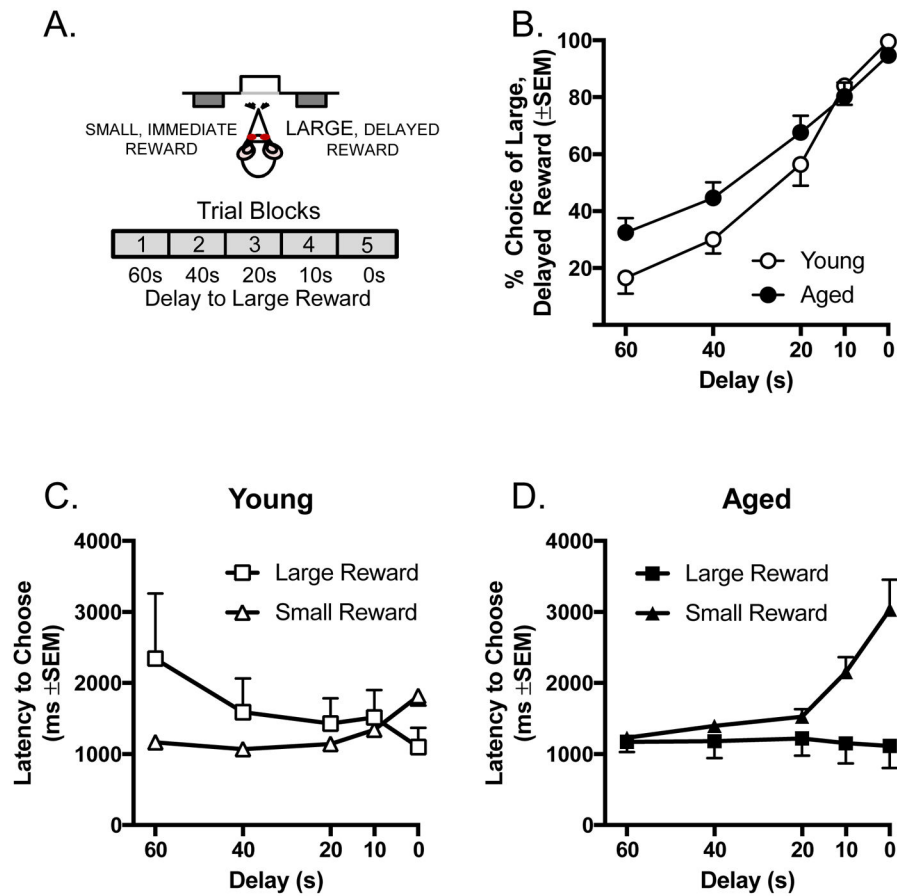 A.
SMALL, IMMEDIATE
REWARD
LARGE, DELAYED
REWARD
Trial Blocks
1 2 3 4 5
60s 40s 20s 10s 0s
Delay to Large Reward
B.
% Choice of Large,
Delayed Reward (±SEM)
100
80
60
40
20
Young
Aged
60 40 20 10 0
Delay (s)
C.
Young
Latency to Choose
(ms ±SEM)
4000
3000
2000
1000
0
Large Reward
Small Reward
60 40 20 10 0
Delay (s)
D.
Aged
Latency to Choose
(ms ±SEM)
4000
3000
2000
1000
0
Large Reward
Small Reward
60 40 20 10 0
Delay (s)